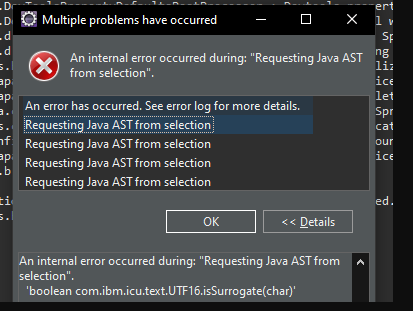 Multiple problems have occurred
An internal error occurred during: "Requesting Java AST
from selection".
An error has occurred. See error log for more details.
Requesting Java AST from selection
Requesting Java AST from selection
Requesting Java AST from selection
Requesting Java AST from selection
OK
<< Details
An internal error occurred during: "Requesting Java AST from
selection".
'boolean com.ibm.icu.text.UTF16.isSurrogate(char)'